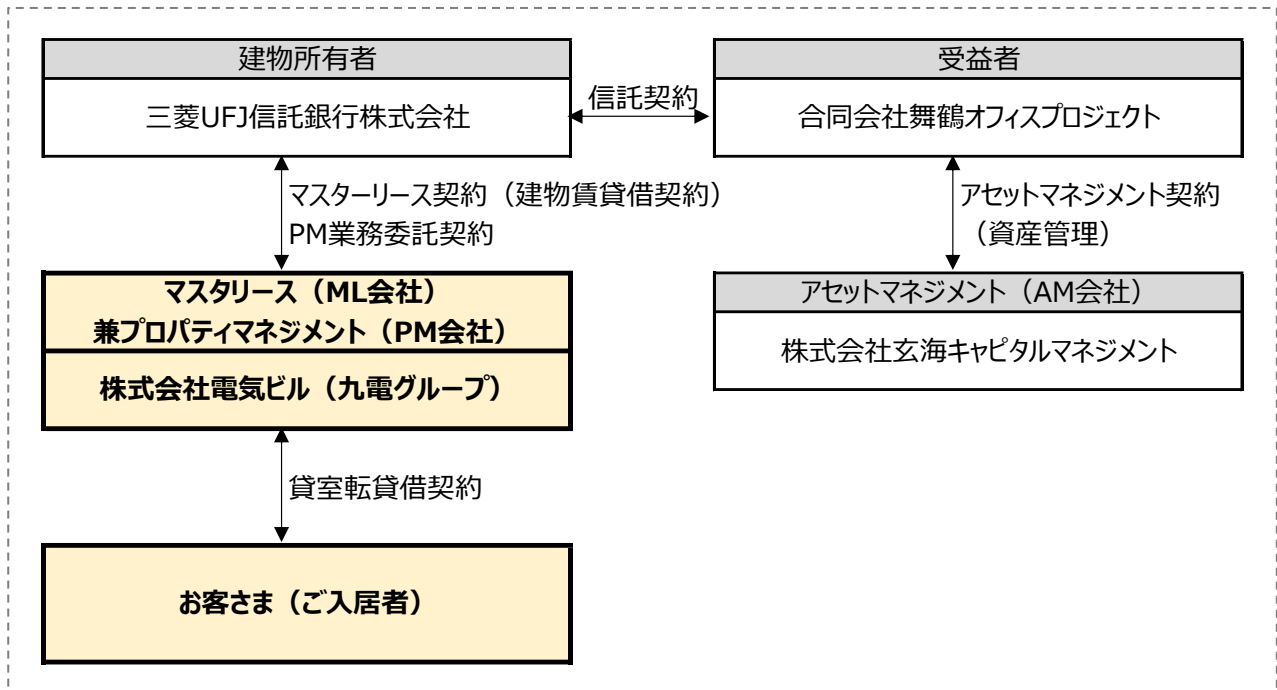 建物所有者
三菱UFJ信託銀行株式会社
信託契約
受益者
合同会社舞鶴オフィスプロジェクト
マスターリース契約（建物賃貸借契約）
PM業務委託契約
アセットマネジメント契約
（資産管理）
マスタリース（ML会社）
兼プロパティマネジメント（PM会社）
株式会社電気ビル（九電グループ）
アセットマネジメント（AM会社）
株式会社玄海キャピタルマネジメント
貸室転貸借契約
お客さま（ご入居者）